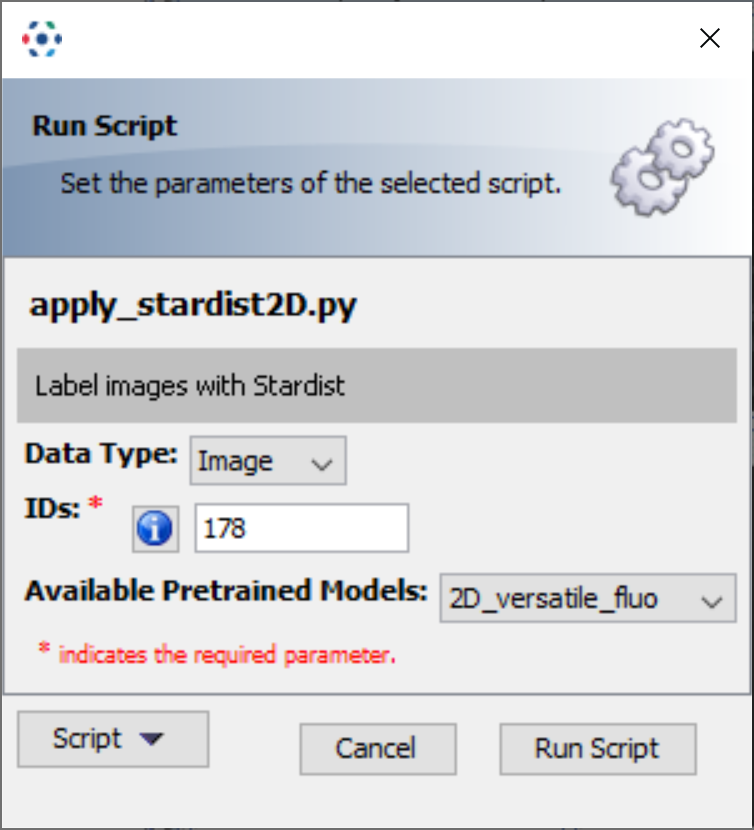 Run Script
Set the parameters of the selected script.
apply_stardist2D.py
Label images with Stardist
Data Type: Image
IDs: * 178
Available Pretrained Models: 2D_versatile_fluo
* indicates the required parameter.
Script Cancel Run Script